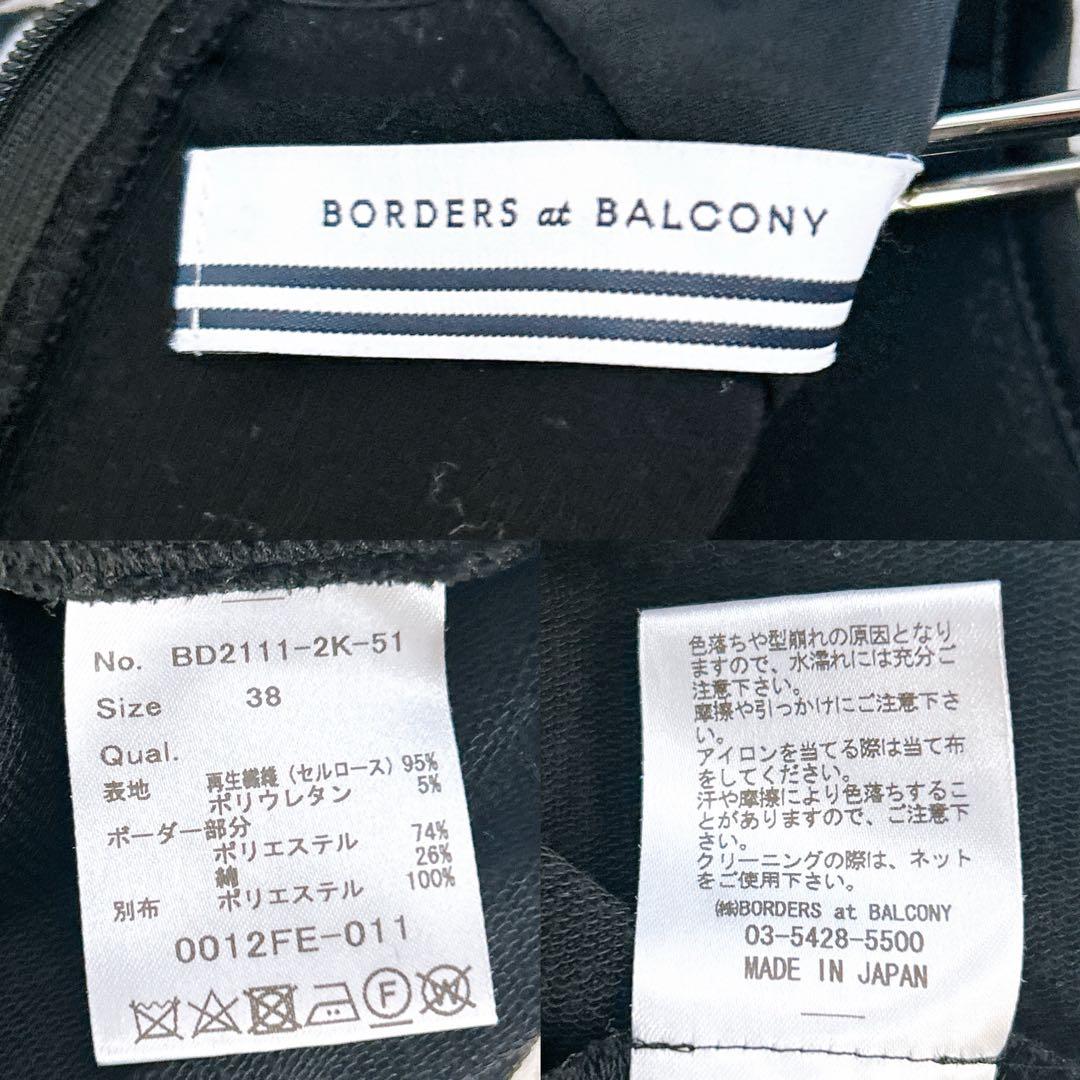 BORDERS at BALCONY
No. BD2111-2K-51
Size 38
Qual.
表地 再生繊維(セルロース) 95%
ポリウレタン 5%
ボーダー部分
ポリエステル 74%
綿 26%
別布 ポリエステル 100%
0012FE-011
F
W
色落ちや型崩れの原因となり
ますので、水濡れには充分ご
注意下さい。
摩擦や引っかけにご注意下さ
い。
アイロンを当てる際は当て布
をしてください。
汗や摩擦により色落ちするこ
とがありますので、ご注意下
さい。
クリーニングの際は、ネット
をご使用下さい。
㈱BORDERS at BALCONY
03-5428-5500
MADE IN JAPAN